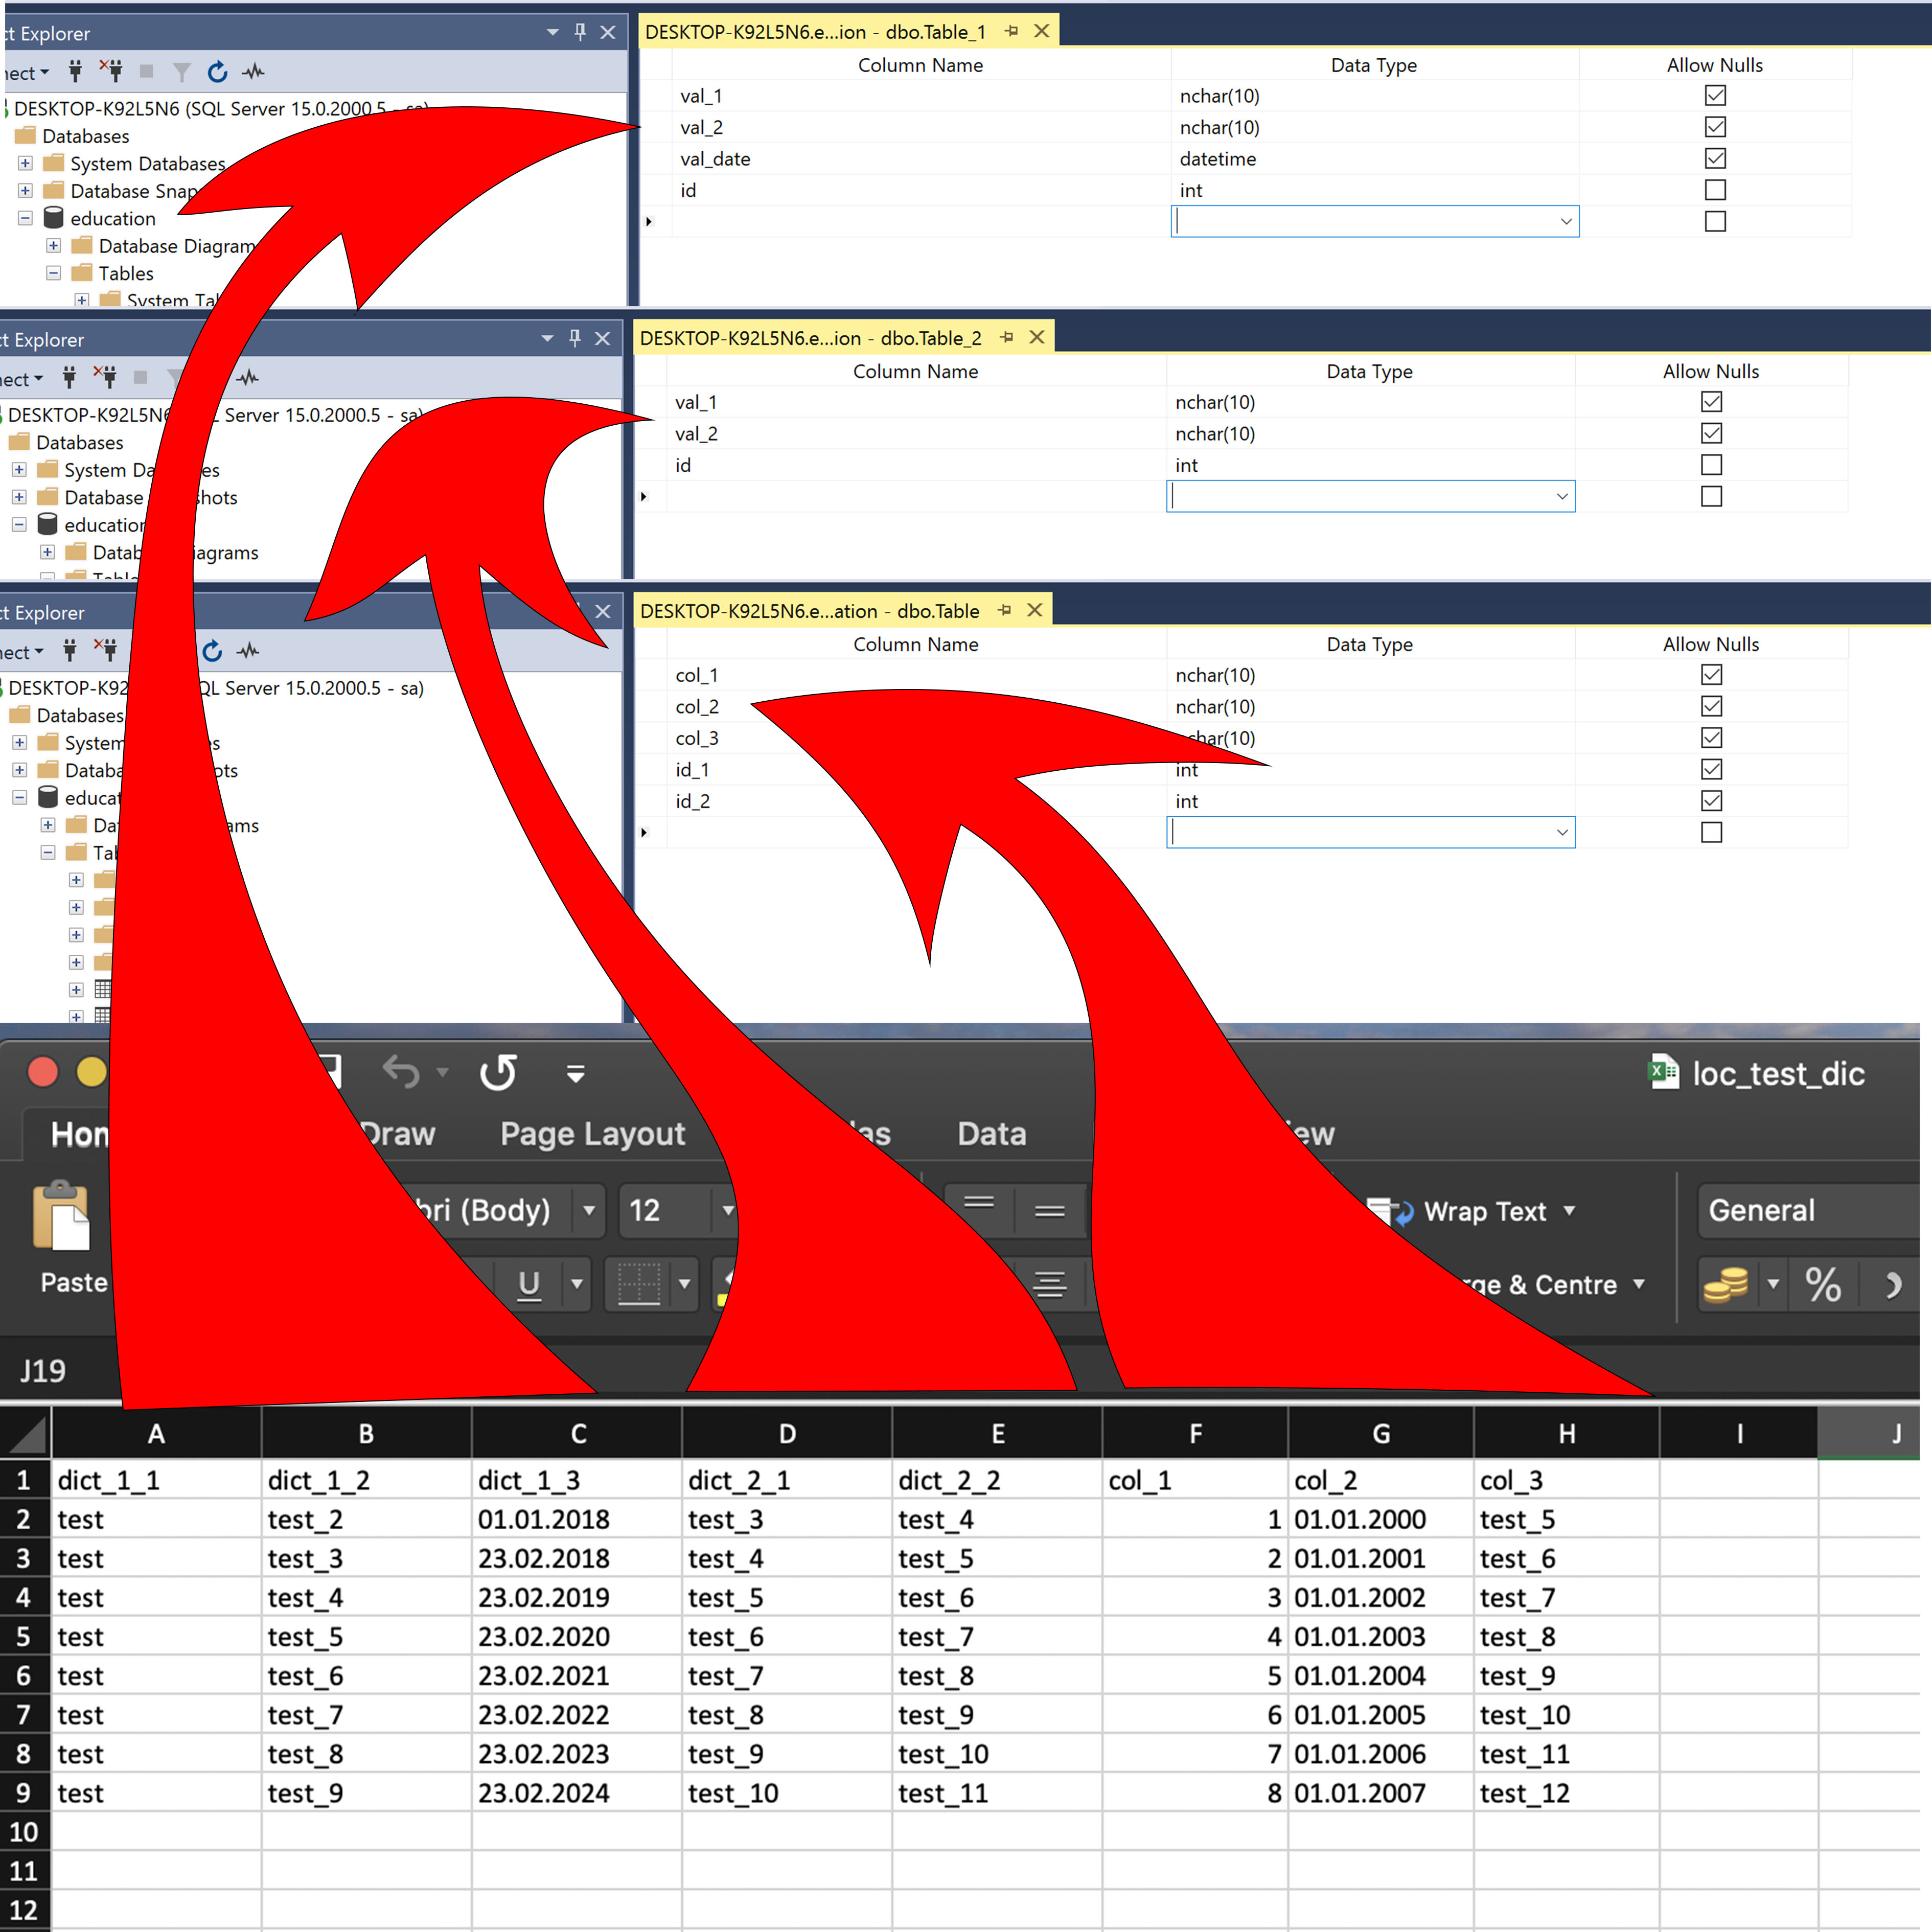 ct Explorer
nect
DESKTOP-K92L5N6 (SQL Server 15.0.2000.5 - sa)
Databases
System Databases
Database Snap
education
Database Diagram
Tables
System Ta
DESKTOP-K92L5N6.e...ion - dbo.Table_1
Column Name Data Type Allow Nulls
val_1 nchar(10)
val_2 nchar(10)
val_date datetime
id int
ct Explorer
nect
DESKTOP-K92L5N6 L Server 15.0.2000.5 - sa)
Databases
System Da es
Database shots
education
Datab iagrams
DESKTOP-K92L5N6.e...ion - dbo.Table_2
Column Name Data Type Allow Nulls
val_1 nchar(10)
val_2 nchar(10)
id int
ct Explorer
nect
DESKTOP-K92 QL Server 15.0.2000.5 - sa)
Databases
System s
Databa ots
educat
Da ams
Tab
DESKTOP-K92L5N6.e...ation - dbo.Table
Column Name Data Type Allow Nulls
col_1 nchar(10)
col_2 nchar(10)
col_3 char(10)
id_1 int
id_2 int
loc_test_dic
Hom Draw Page Layout las Data ew
bri (Body) 12 Wrap Text General
Paste U ge & Centre %
J19
A B C D E F G H I J
1 dict_1_1 dict_1_2 dict_1_3 dict_2_1 dict_2_2 col_1 col_2 col_3
2 test test_2 01.01.2018 test_3 test_4 1 01.01.2000 test_5
3 test test_3 23.02.2018 test_4 test_5 2 01.01.2001 test_6
4 test test_4 23.02.2019 test_5 test_6 3 01.01.2002 test_7
5 test test_5 23.02.2020 test_6 test_7 4 01.01.2003 test_8
6 test test_6 23.02.2021 test_7 test_8 5 01.01.2004 test_9
7 test test_7 23.02.2022 test_8 test_9 6 01.01.2005 test_10
8 test test_8 23.02.2023 test_9 test_10 7 01.01.2006 test_11
9 test test_9 23.02.2024 test_10 test_11 8 01.01.2007 test_12
10
11
12